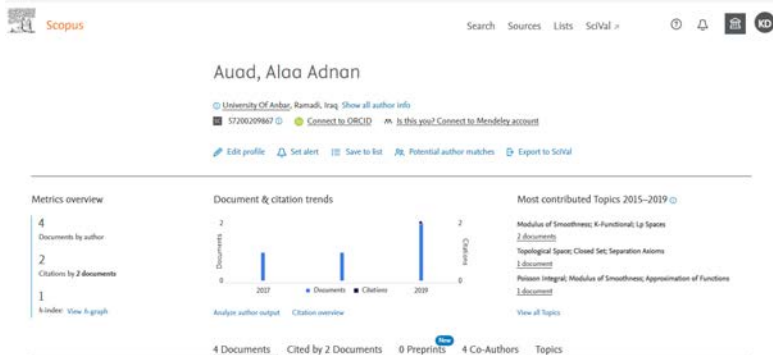 Scopus
Search Sources Lists SciVal
KD
Auad, Alaa Adnan
University Of Anbar, Ramadi, Iraq Show all author info
57200209867 Connect to ORCID Is this you? Connect to Mendeley account
Edit profile Set alert Save to list Potential author matches Export to SciVal
Metrics overview
4
Documents by author
2
Citations by 2 documents
1
h-index: View h-graph
Document & citation trends
2 2
Documents
Citations
0 0
2017 2019
Documents Citations
Analyze author output Citation overview
Most contributed Topics 2015–2019
Modulus of Smoothness; K-Functional; Lp Spaces
2 documents
Topological Space; Closed Set; Separation Axioms
1 document
Poisson Integral; Modulus of Smoothness; Approximation of Functions
1 document
View all Topics
New
4 Documents Cited by 2 Documents 0 Preprints 4 Co-Authors Topics